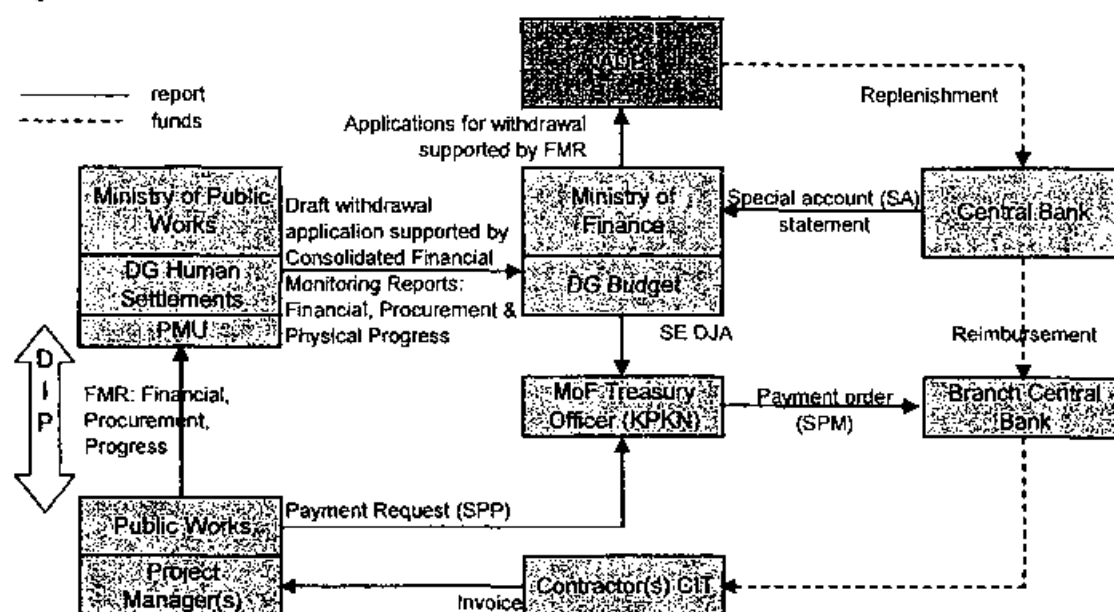 report
funds
Replenishment
Applications for withdrawal
supported by FMR
Ministry of Public
Works
DG Human
Settlements
PMU
Draft withdrawal
application supported by
Consolidated Financial
Monitoring Reports:
Financial, Procurement &
Physical Progress
Ministry of
Finance
DG Budget
Special account (SA)
statement
Central Bank
Reimbursement
SE DJA
D
I
P
FMR: Financial,
Procurement,
Progress
MoF Treasury
Officer (KPKN)
Payment order
(SPM)
Branch Central
Bank
Public Works
Project
Manager(s)
Payment Request (SPP)
Invoice
Contractor(s) CIT